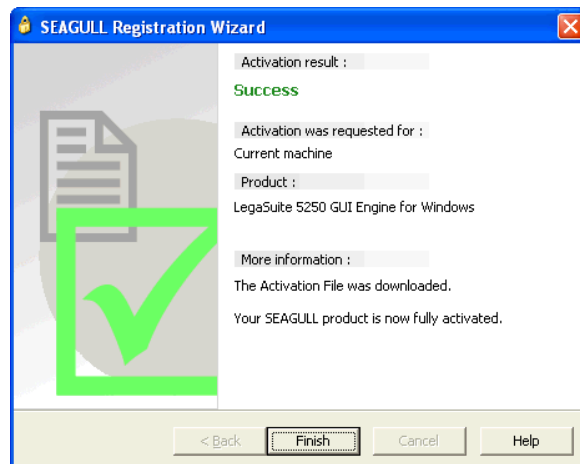 SEAGULL Registration Wizard
Activation result :
Success
Activation was requested for :
Current machine
Product :
LegaSuite 5250 GUI Engine for Windows
More information :
The Activation File was downloaded.
Your SEAGULL product is now fully activated.
< Back Finish Cancel Help